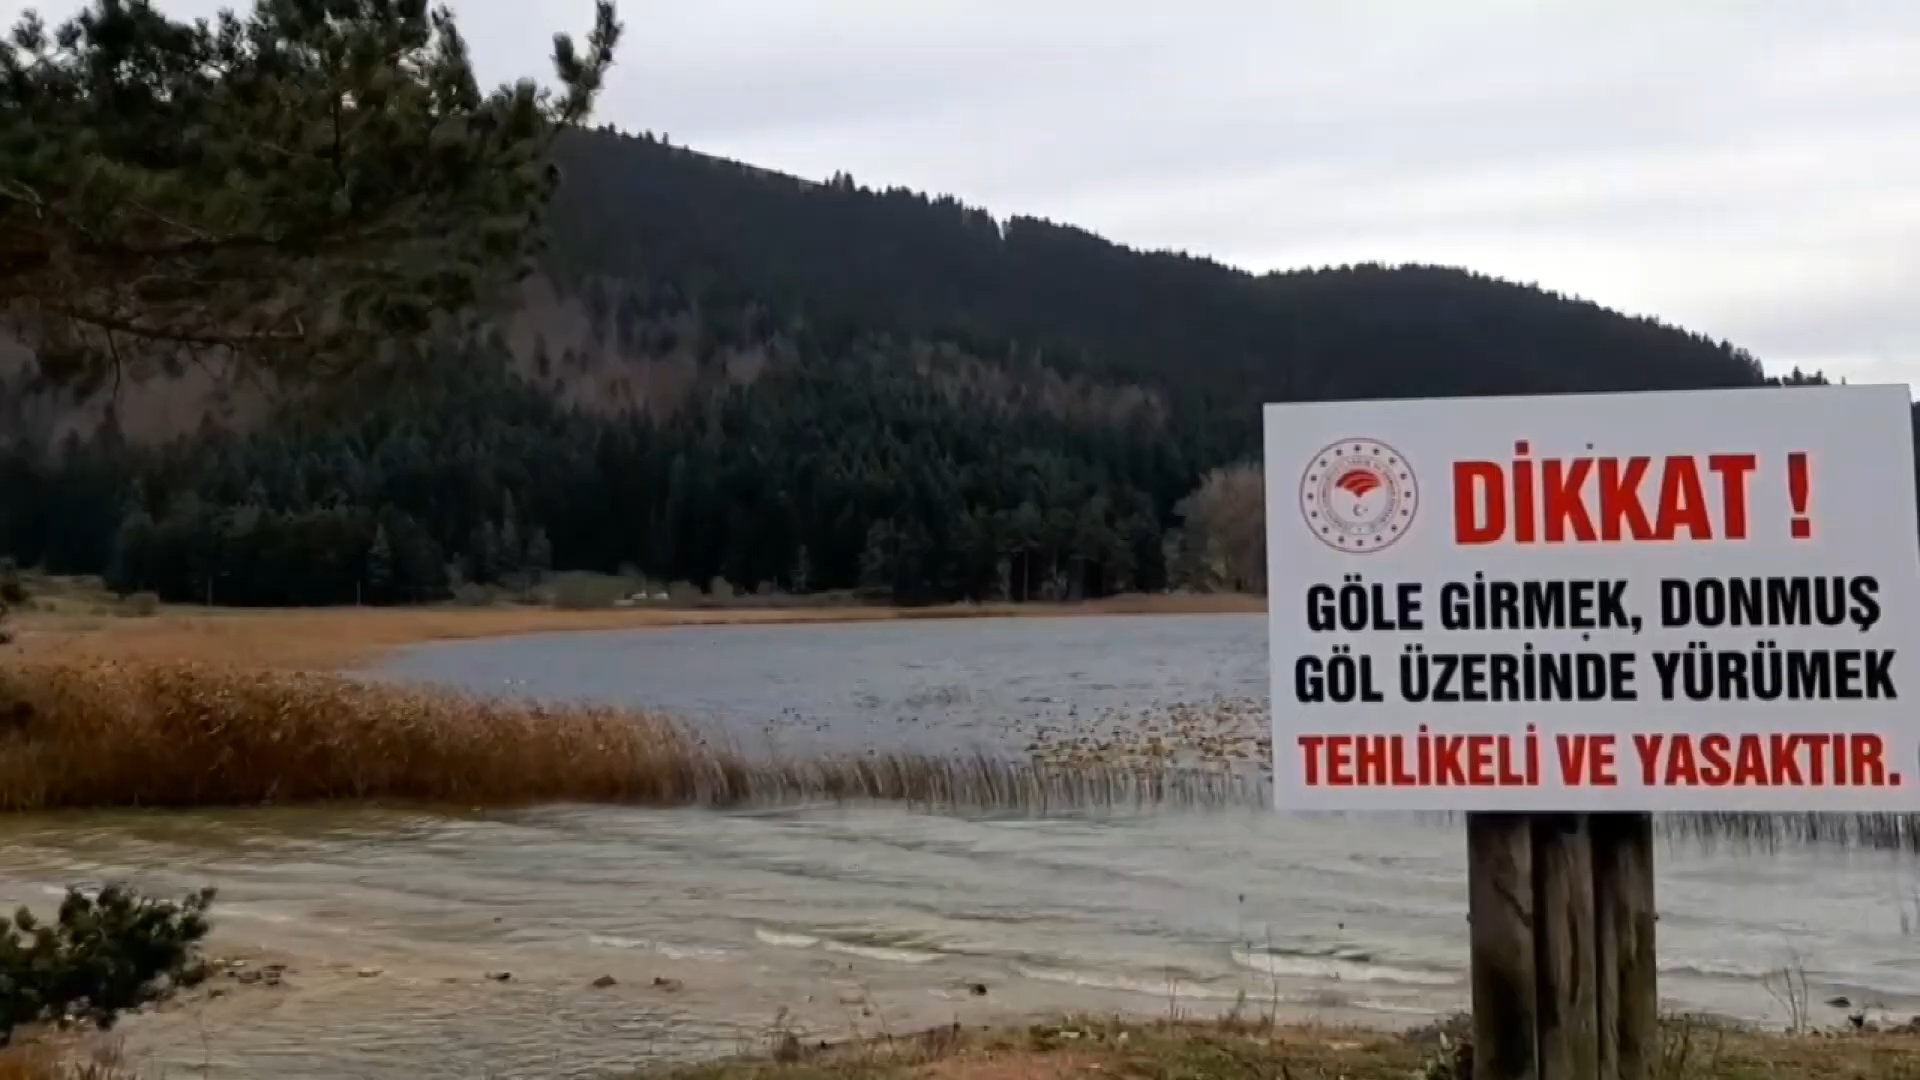 DİKKAT !
GÖLE GİRMEK, DONMUŞ
GÖL ÜZERİNDE YÜRÜMEK
TEHLİKELİ VE YASAKTIR.